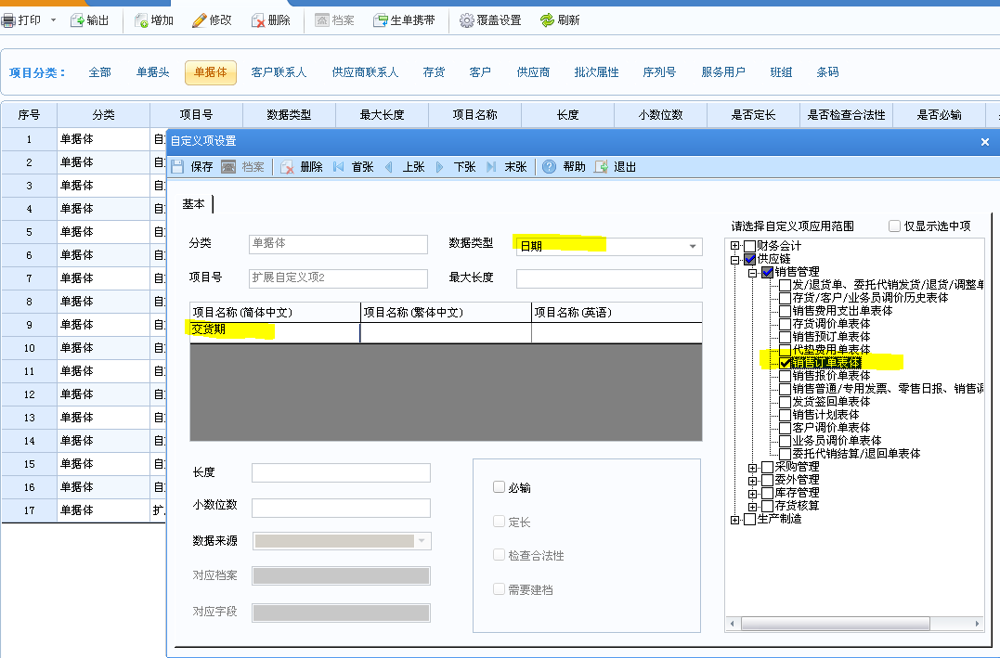 打印 输出 增加 修改 删除 档案 生单携带 覆盖设置 刷新
项目分类： 全部 单据头 单据体 客户联系人 供应商联系人 存货 客户 供应商 批次属性 序列号 服务用户 班组 条码
序号 分类 项目号 数据类型 最大长度 项目名称 长度 小数位数 是否定长 是否检查合法性 是否必输
1 单据体
2 单据体
3 单据体
4 单据体
5 单据体
6 单据体
7 单据体
8 单据体
9 单据体
10 单据体
11 单据体
12 单据体
13 单据体
14 单据体
15 单据体
16 单据体
17 单据体 扩
自定义项设置
保存 档案 删除 首张 上张 下张 末张 帮助 退出
基本
分类 单据体 数据类型 日期
项目号 扩展自定义项2 最大长度
项目名称(简体中文) 项目名称(繁体中文) 项目名称(英语)
交货期
长度
小数位数
数据来源
对应档案
对应字段
必输
定长
检查合法性
需要建档
请选择自定义项应用范围 仅显示选中项
财务会计
供应链
销售管理
发/退货单、委托代销发货/退货/调整单
存货/客户/业务员调价历史表体
销售费用支出单表体
存货调价单表体
销售预订单表体
代垫费用单表体
销售订单表体
销售报价单表体
销售普通/专用发票、零售日报、销售调
发货签回单表体
销售计划表体
客户调价单表体
业务员调价单表体
委托代销结算/退回单表体
采购管理
委外管理
库存管理
存货核算
生产制造